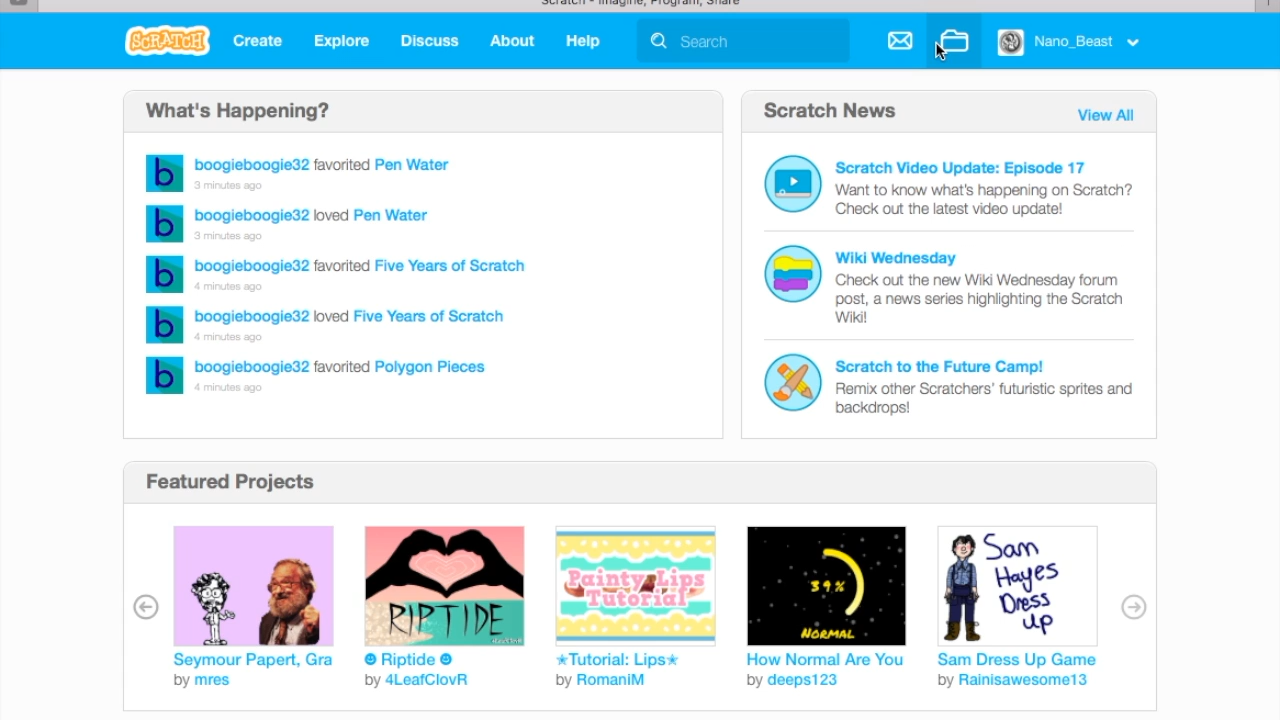 Scratch - Imagine, Program, Share
SCRATCH Create Explore Discuss About Help Search Nano_Beast
What's Happening?
boogieboogie32 favorited Pen Water
3 minutes ago
boogieboogie32 loved Pen Water
3 minutes ago
boogieboogie32 favorited Five Years of Scratch
4 minutes ago
boogieboogie32 loved Five Years of Scratch
4 minutes ago
boogieboogie32 favorited Polygon Pieces
4 minutes ago
Scratch News View All
Scratch Video Update: Episode 17
Want to know what's happening on Scratch?
Check out the latest video update!
Wiki Wednesday
Check out the new Wiki Wednesday forum
post, a news series highlighting the Scratch
Wiki!
Scratch to the Future Camp!
Remix other Scratchers' futuristic sprites and
backdrops!
Featured Projects
RIPTIDE
Painty Lips
Tutorial
39%
NORMAL
Sam
Hayes
Dress
up
Seymour Papert, Gra
by mres
☻ Riptide ☻
by 4LeafClovR
★Tutorial: Lips★
by RomaniM
How Normal Are You
by deeps123
Sam Dress Up Game
by Rainisawesome13